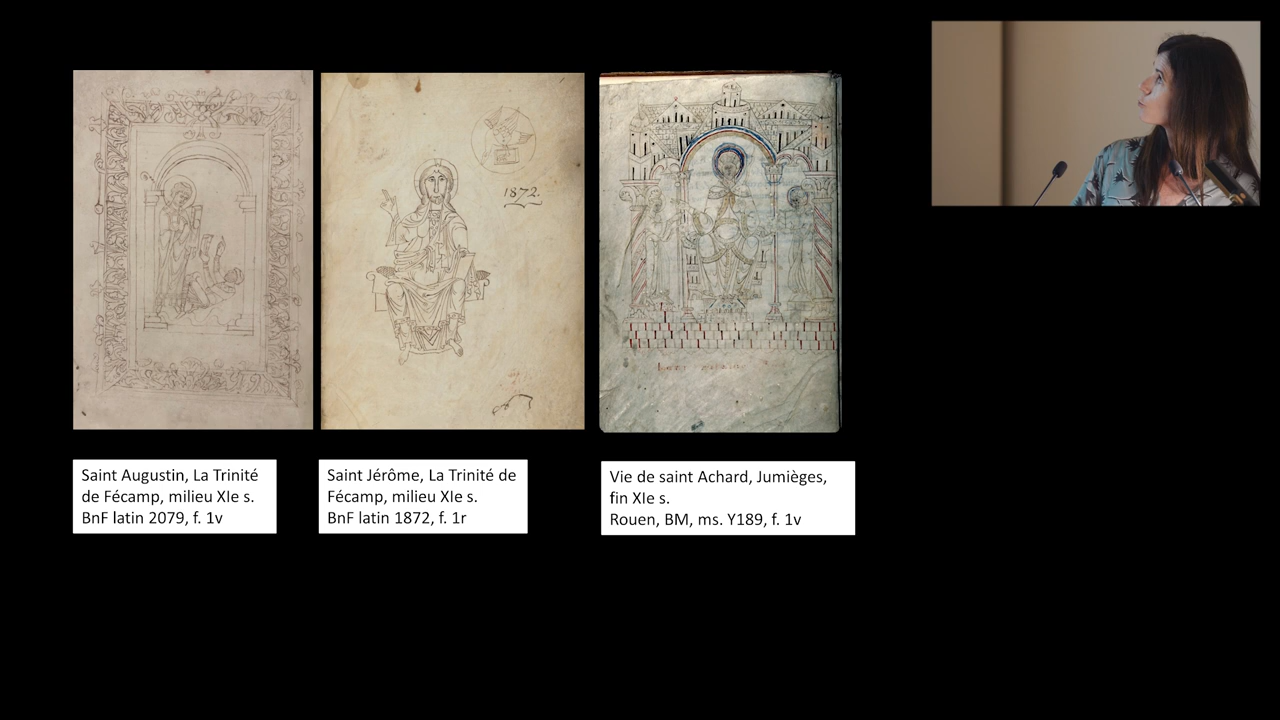 1872.
Saint Augustin, La Trinité
de Fécamp, milieu XIe s.
BnF latin 2079, f. 1v
Saint Jérôme, La Trinité de
Fécamp, milieu XIe s.
BnF latin 1872, f. 1r
Vie de saint Achard, Jumièges,
fin XIe s.
Rouen, BM, ms. Y189, f. 1v